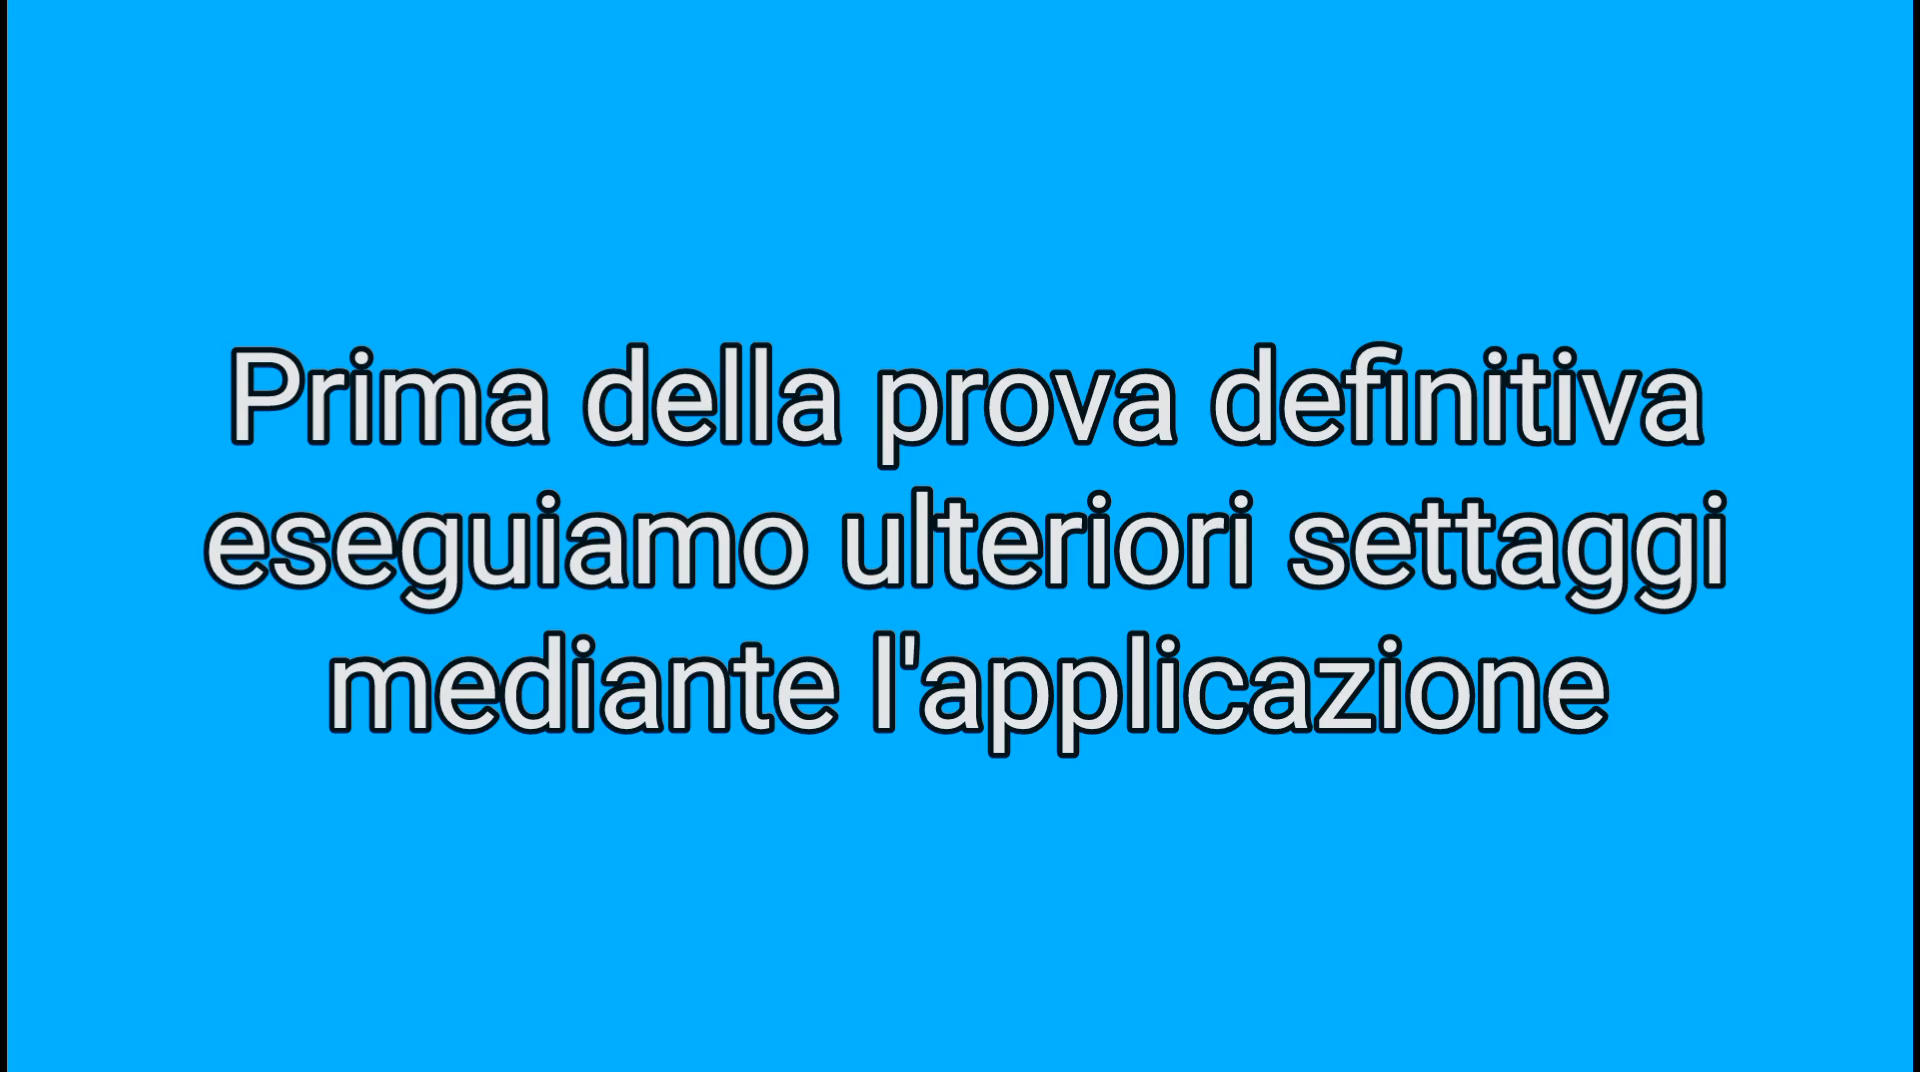 Prima della prova definitiva
eseguiamo ulteriori settaggi
mediante l'applicazione